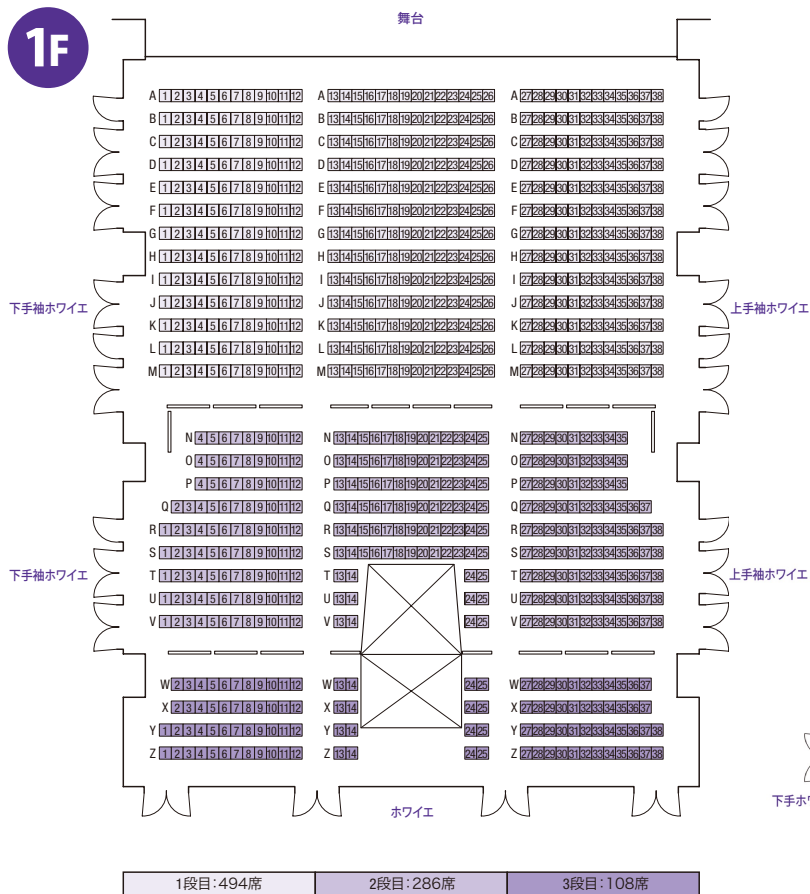 1F
舞台
A 1 2 3 4 5 6 7 8 9 10 11 12 A 13 14 15 16 17 18 19 20 21 22 23 24 25 26 A 27 28 29 30 31 32 33 34 35 36 37 38
B 1 2 3 4 5 6 7 8 9 10 11 12 B 13 14 15 16 17 18 19 20 21 22 23 24 25 26 B 27 28 29 30 31 32 33 34 35 36 37 38
C 1 2 3 4 5 6 7 8 9 10 11 12 C 13 14 15 16 17 18 19 20 21 22 23 24 25 26 C 27 28 29 30 31 32 33 34 35 36 37 38
D 1 2 3 4 5 6 7 8 9 10 11 12 D 13 14 15 16 17 18 19 20 21 22 23 24 25 26 D 27 28 29 30 31 32 33 34 35 36 37 38
E 1 2 3 4 5 6 7 8 9 10 11 12 E 13 14 15 16 17 18 19 20 21 22 23 24 25 26 E 27 28 29 30 31 32 33 34 35 36 37 38
F 1 2 3 4 5 6 7 8 9 10 11 12 F 13 14 15 16 17 18 19 20 21 22 23 24 25 26 F 27 28 29 30 31 32 33 34 35 36 37 38
G 1 2 3 4 5 6 7 8 9 10 11 12 G 13 14 15 16 17 18 19 20 21 22 23 24 25 26 G 27 28 29 30 31 32 33 34 35 36 37 38
H 1 2 3 4 5 6 7 8 9 10 11 12 H 13 14 15 16 17 18 19 20 21 22 23 24 25 26 H 27 28 29 30 31 32 33 34 35 36 37 38
I 1 2 3 4 5 6 7 8 9 10 11 12 I 13 14 15 16 17 18 19 20 21 22 23 24 25 26 I 27 28 29 30 31 32 33 34 35 36 37 38
J 1 2 3 4 5 6 7 8 9 10 11 12 J 13 14 15 16 17 18 19 20 21 22 23 24 25 26 J 27 28 29 30 31 32 33 34 35 36 37 38
下手袖ホワイエ 上手袖ホワイエ
K 1 2 3 4 5 6 7 8 9 10 11 12 K 13 14 15 16 17 18 19 20 21 22 23 24 25 26 K 27 28 29 30 31 32 33 34 35 36 37 38
L 1 2 3 4 5 6 7 8 9 10 11 12 L 13 14 15 16 17 18 19 20 21 22 23 24 25 26 L 27 28 29 30 31 32 33 34 35 36 37 38
M 1 2 3 4 5 6 7 8 9 10 11 12 M 13 14 15 16 17 18 19 20 21 22 23 24 25 26 M 27 28 29 30 31 32 33 34 35 36 37 38
N 4 5 6 7 8 9 10 11 12 N 13 14 15 16 17 18 19 20 21 22 23 24 25 N 27 28 29 30 31 32 33 34 35
O 4 5 6 7 8 9 10 11 12 O 13 14 15 16 17 18 19 20 21 22 23 24 25 O 27 28 29 30 31 32 33 34 35
P 4 5 6 7 8 9 10 11 12 P 13 14 15 16 17 18 19 20 21 22 23 24 25 P 27 28 29 30 31 32 33 34 35
Q 2 3 4 5 6 7 8 9 10 11 12 Q 13 14 15 16 17 18 19 20 21 22 23 24 25 Q 27 28 29 30 31 32 33 34 35 36 37
R 1 2 3 4 5 6 7 8 9 10 11 12 R 13 14 15 16 17 18 19 20 21 22 23 24 25 R 27 28 29 30 31 32 33 34 35 36 37 38
S 1 2 3 4 5 6 7 8 9 10 11 12 S 13 14 15 16 17 18 19 20 21 22 23 24 25 S 27 28 29 30 31 32 33 34 35 36 37 38
下手袖ホワイエ 上手袖ホワイエ
T 1 2 3 4 5 6 7 8 9 10 11 12 T 13 14 24 25 T 27 28 29 30 31 32 33 34 35 36 37 38
U 1 2 3 4 5 6 7 8 9 10 11 12 U 13 14 24 25 U 27 28 29 30 31 32 33 34 35 36 37 38
V 1 2 3 4 5 6 7 8 9 10 11 12 V 13 14 24 25 V 27 28 29 30 31 32 33 34 35 36 37 38
W 2 3 4 5 6 7 8 9 10 11 12 W 13 14 24 25 W 27 28 29 30 31 32 33 34 35 36 37
X 2 3 4 5 6 7 8 9 10 11 12 X 13 14 24 25 X 27 28 29 30 31 32 33 34 35 36 37
Y 1 2 3 4 5 6 7 8 9 10 11 12 Y 13 14 24 25 Y 27 28 29 30 31 32 33 34 35 36 37 38
Z 1 2 3 4 5 6 7 8 9 10 11 12 Z 13 14 24 25 Z 27 28 29 30 31 32 33 34 35 36 37 38
下手ホ
ホワイエ
1段目:494席 2段目:286席 3段目:108席